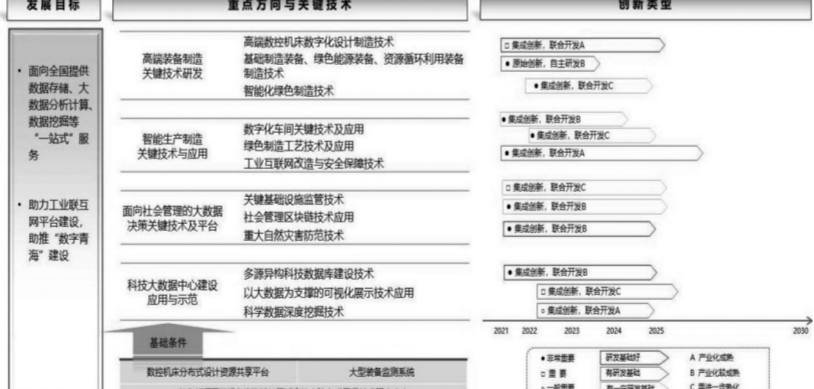 发展目标
重点方向与关键技术
创新类型
• 面向全国提供
数据存储、大
数据分析计算、
数据挖掘等
“一站式”服
务
• 助力工业联互
网平台建设,
助推“数字青
海”建设
高端装备制造
关键技术研发
高端数控机床数字化设计制造技术
基础制造装备、绿色能源装备、资源循环利用装备
制造技术
智能化绿色制造技术
智能生产制造
关键技术与应用
数字化车间关键技术及应用
绿色制造工艺技术及应用
工业互联网改造与安全保障技术
面向社会管理的大数据
决策关键技术及平台
关键基础设施监管技术
社会管理区块链技术应用
重大自然灾害防范技术
科技大数据中心建设
应用与示范
多源异构科技数据库建设技术
以大数据为支撑的可视化展示技术应用
科学数据深度挖掘技术
□ 集成创新,联合开发A
● 原始创新,自主研发B
● 集成创新,联合开发C
● 集成创新,联合开发B
● 集成创新,联合开发C
● 集成创新,联合开发A
□ 集成创新,联合开发C
● 集成创新,联合开发B
● 集成创新,联合开发B
● 集成创新,联合开发B
□ 集成创新,联合开发C
○ 集成创新,联合开发A
2021 2022 2023 2024 2025 2030
基础条件
数控机床分布式设计资源共享平台 大型装备监测系统
● 非常重要 研发基础好 A 产业化成熟
□ 重 要 有研发基础 B 产业化较成熟
○ 一般重要 有一定研发基础 C